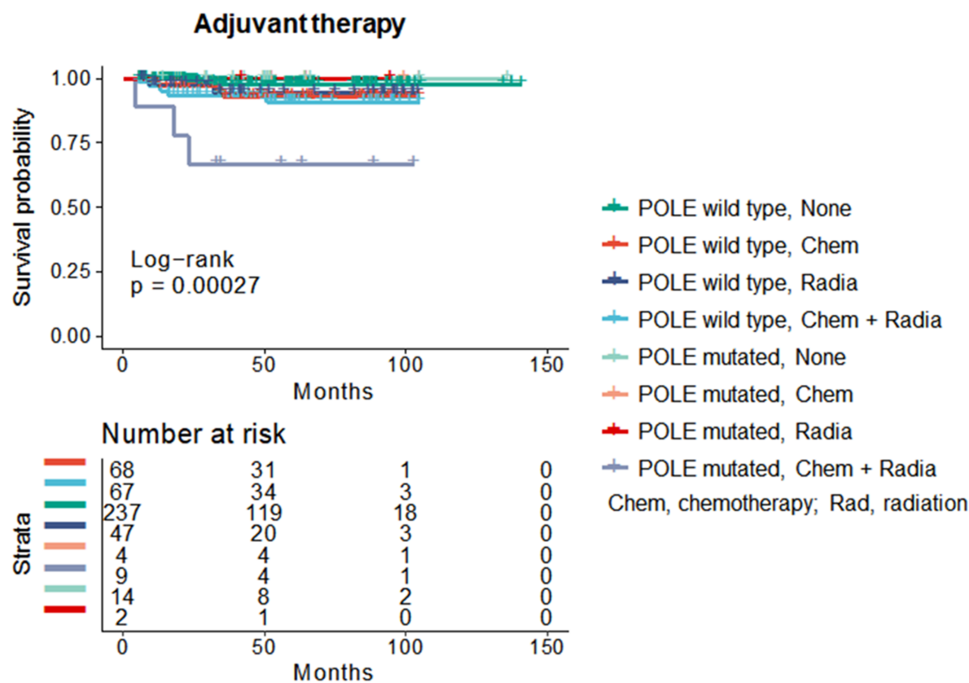 Adjuvant therapy
Survival probability
1.00
0.75
0.50
0.25
0.00
Log-rank
p = 0.00027
0 50 100 150
Months
POLE wild type, None
POLE wild type, Chem
POLE wild type, Radia
POLE wild type, Chem + Radia
POLE mutated, None
POLE mutated, Chem
POLE mutated, Radia
POLE mutated, Chem + Radia
Chem, chemotherapy; Rad, radiation
Number at risk
Strata
68 31 1 0
67 34 3 0
237 119 18 0
47 20 3 0
4 4 1 0
9 4 1 0
14 8 2 0
2 1 0 0
0 50 100 150
Months